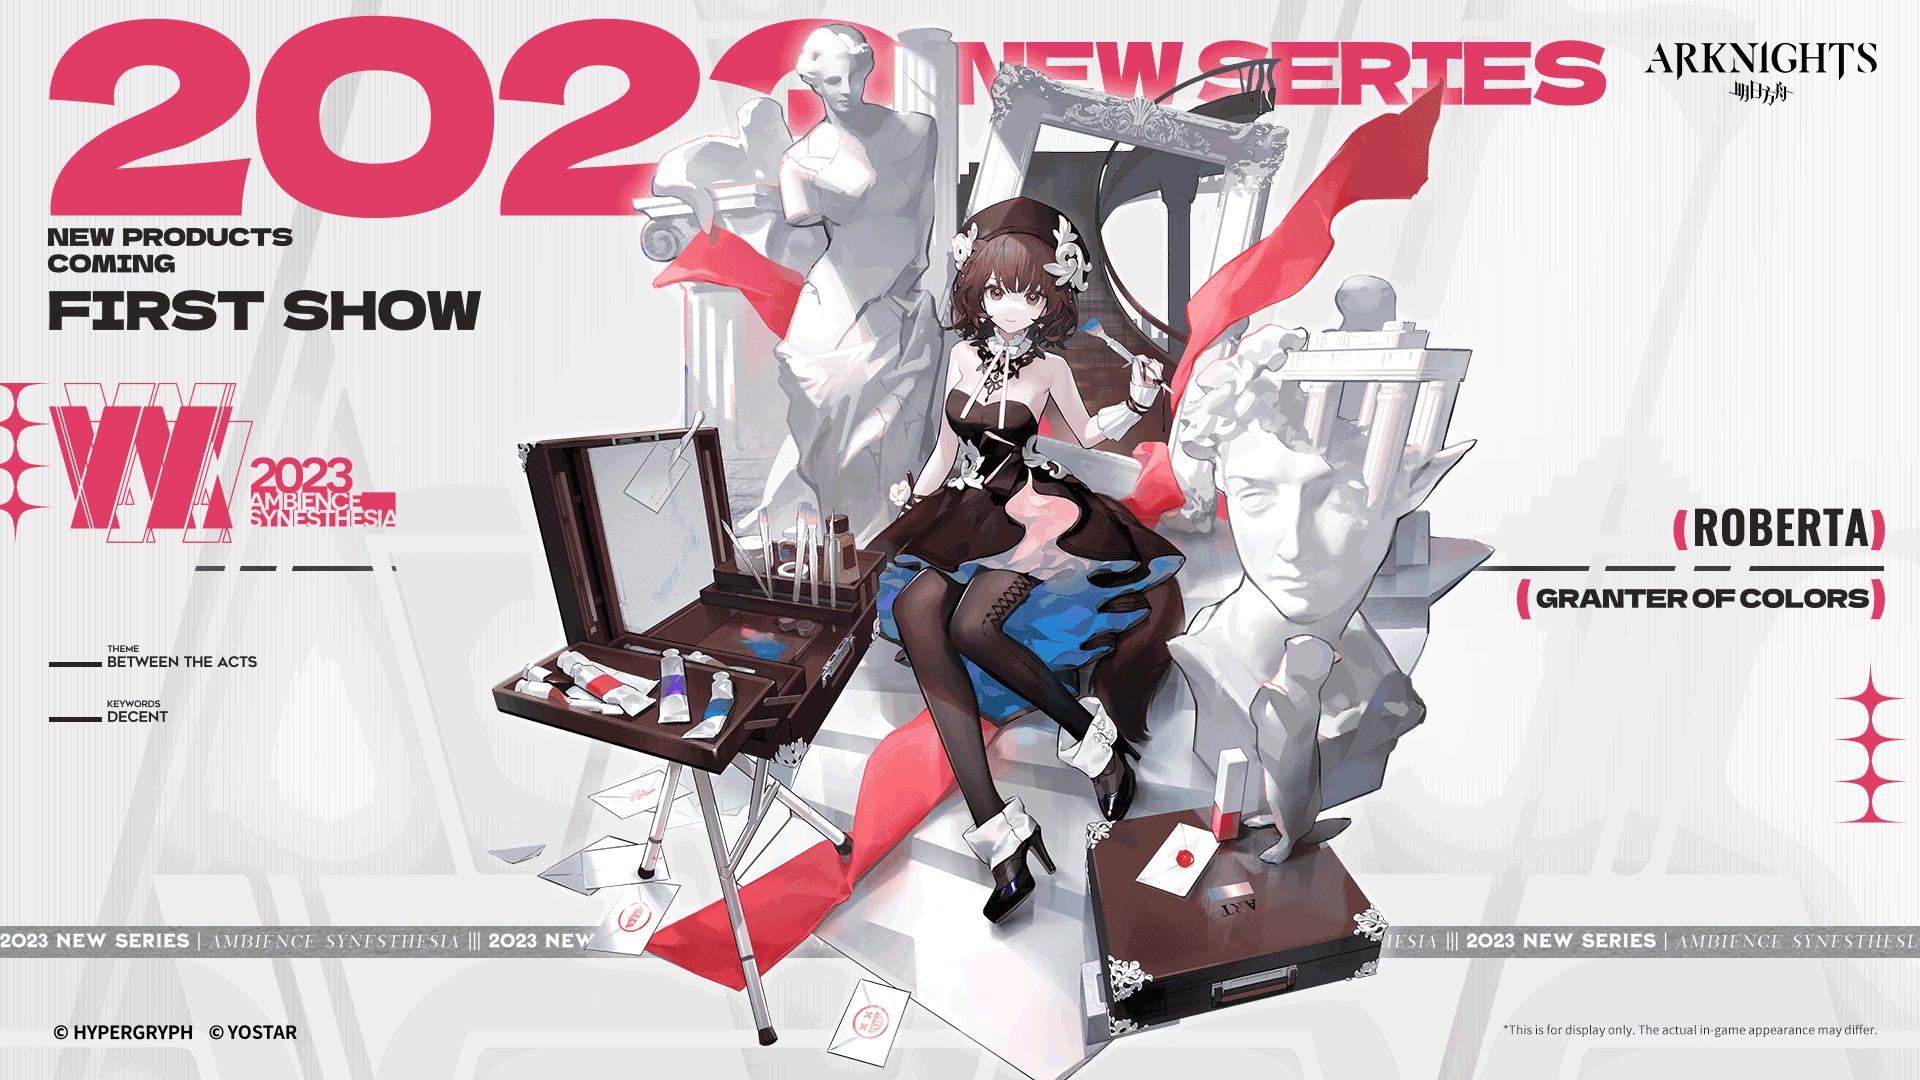 2023 NEW SERIES
ARKNIGHTS
明日方舟
NEW PRODUCTS
COMING
FIRST SHOW
2023
AMBIENCE
SYNESTHESIA
(ROBERTA)
(GRANTER OF COLORS)
THEME
BETWEEN THE ACTS
KEYWORDS
DECENT
ART
2023 NEW SERIES | AMBIENCE SYNESTHESIA ||| 2023 NEW
HESIA ||| 2023 NEW SERIES | AMBIENCE SYNESTHESI
© HYPERGRYPH © YOSTAR
*This is for display only. The actual in-game appearance may differ.